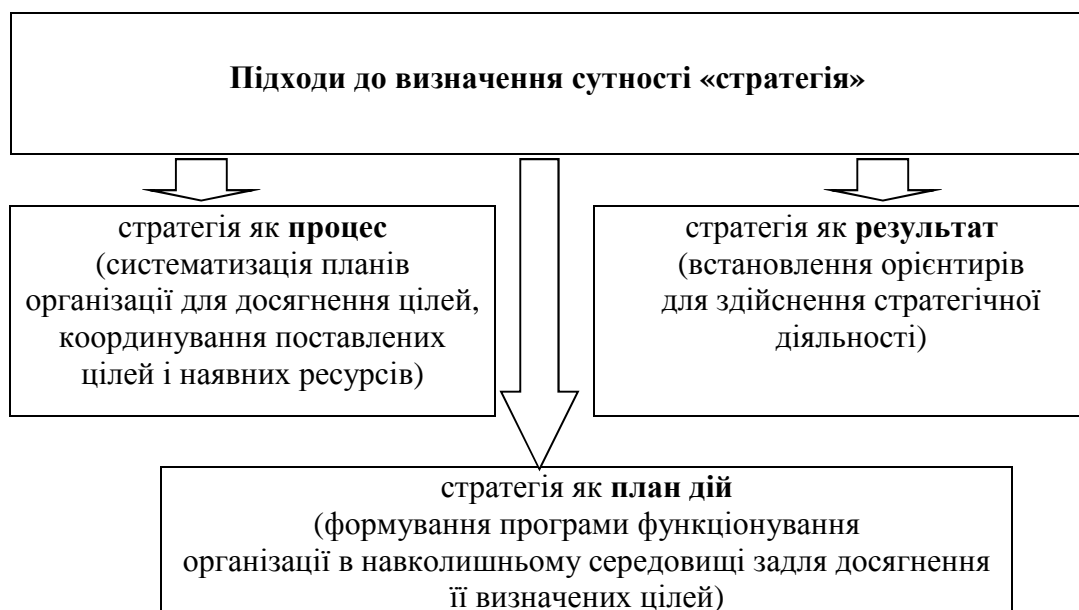 Підходи до визначення сутності «стратегія»
стратегія як процес
(систематизація планів
організації для досягнення цілей,
координування поставлених
цілей і наявних ресурсів)
стратегія як результат
(встановлення орієнтирів
для здійснення стратегічної
діяльності)
стратегія як план дій
(формування програми функціонування
організації в навколишньому середовищі задля досягнення
її визначених цілей)